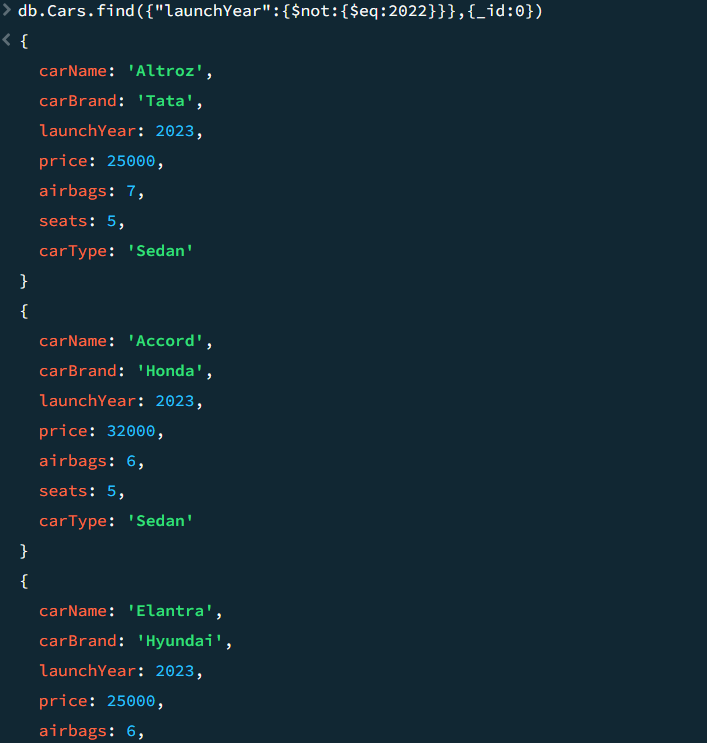 > db.Cars.find({"launchYear":{$not:{$eq:2022}}},{_id:0})
< {
carName: 'Altroz',
carBrand: 'Tata',
launchYear: 2023,
price: 25000,
airbags: 7,
seats: 5,
carType: 'Sedan'
}
{
carName: 'Accord',
carBrand: 'Honda',
launchYear: 2023,
price: 32000,
airbags: 6,
seats: 5,
carType: 'Sedan'
}
{
carName: 'Elantra',
carBrand: 'Hyundai',
launchYear: 2023,
price: 25000,
airbags: 6,